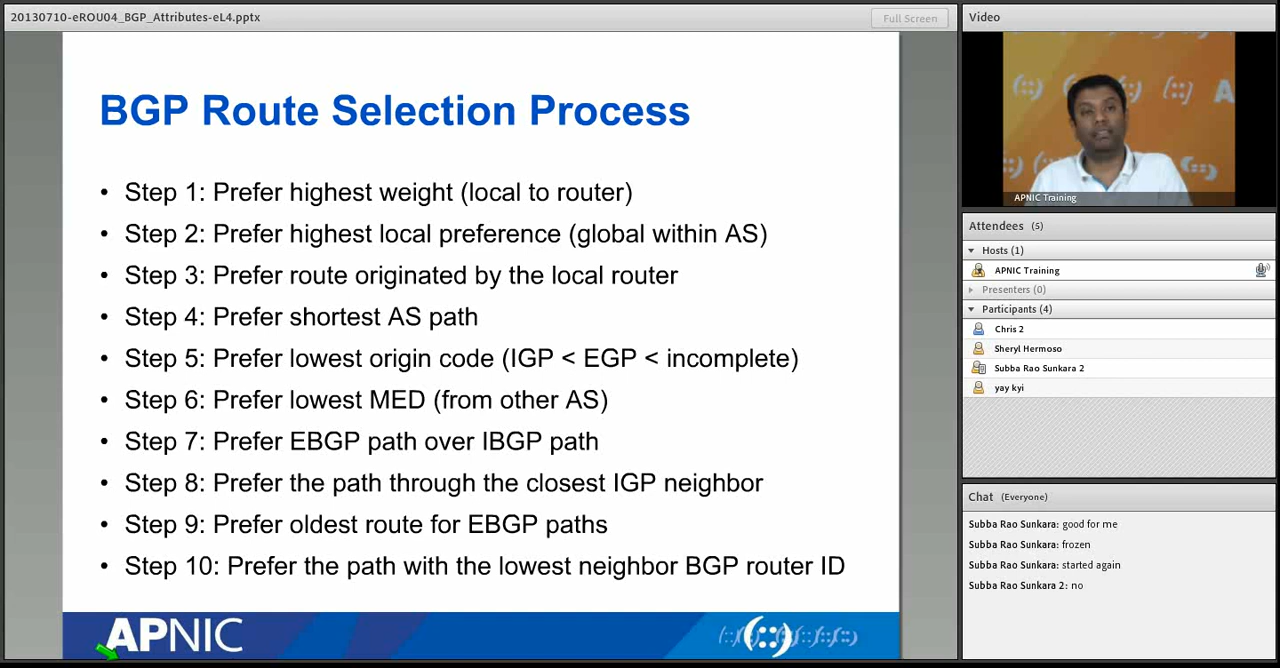 20130710-eROU04_BGP_Attributes-eL4.pptx
Full Screen
BGP Route Selection Process
• Step 1: Prefer highest weight (local to router)
• Step 2: Prefer highest local preference (global within AS)
• Step 3: Prefer route originated by the local router
• Step 4: Prefer shortest AS path
• Step 5: Prefer lowest origin code (IGP < EGP < incomplete)
• Step 6: Prefer lowest MED (from other AS)
• Step 7: Prefer EBGP path over IBGP path
• Step 8: Prefer the path through the closest IGP neighbor
• Step 9: Prefer oldest route for EBGP paths
• Step 10: Prefer the path with the lowest neighbor BGP router ID
APNIC
(::)
Video
APNIC Training
Attendees (5)
Hosts (1)
APNIC Training
Presenters (0)
Participants (4)
Chris 2
Sheryl Hermoso
Subba Rao Sunkara 2
yay kyi
Chat (Everyone)
Subba Rao Sunkara: good for me
Subba Rao Sunkara: frozen
Subba Rao Sunkara: started again
Subba Rao Sunkara 2: no